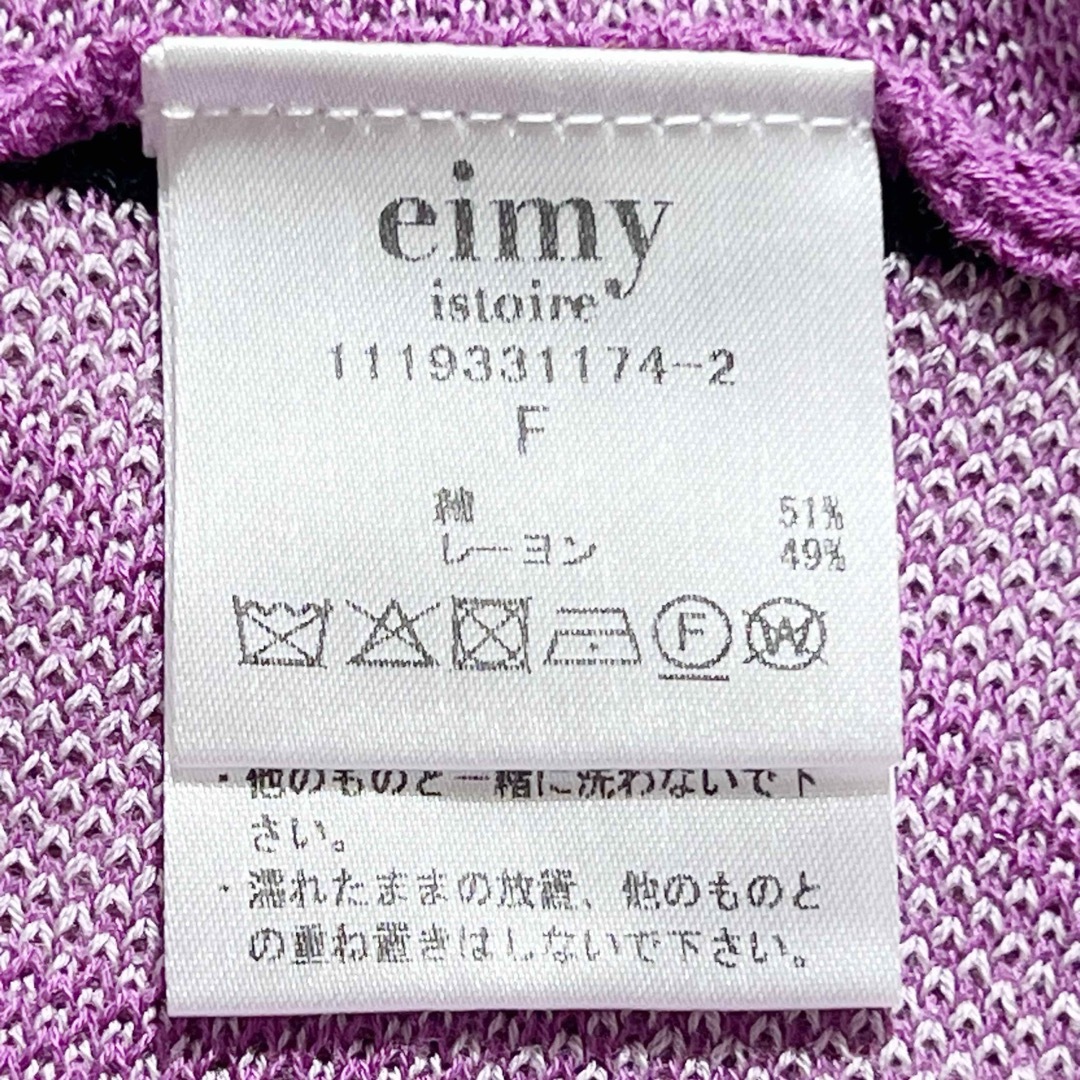 eimy
istoire
1119331174-2
F
綿 51%
レーヨン 49%
F W
・他のものと一緒に洗わないで下
さい。
・濡れたままの放置、他のものと
の重ね置きはしないで下さい。